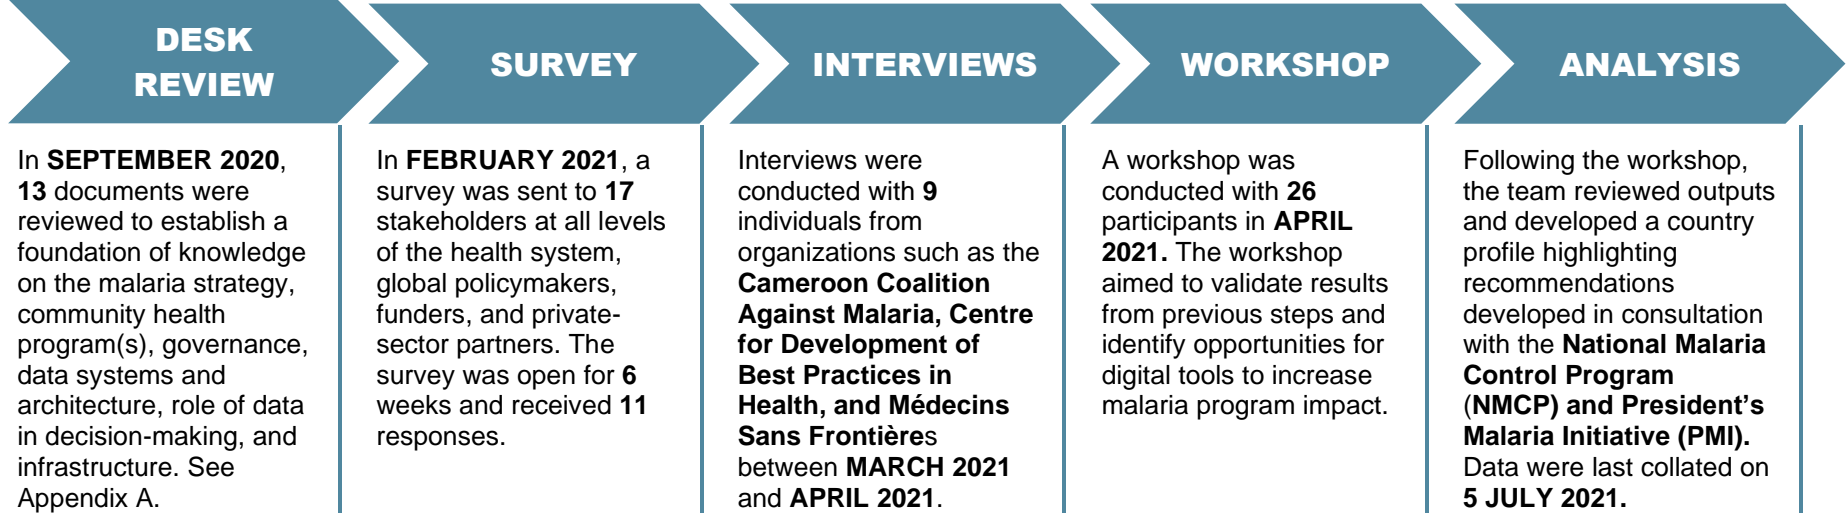 DESK
REVIEW
In SEPTEMBER 2020,
13 documents were
reviewed to establish a
foundation of knowledge
on the malaria strategy,
community health
program(s), governance,
data systems and
architecture, role of data
in decision-making, and
infrastructure. See
Appendix A.
SURVEY
In FEBRUARY 2021, a
survey was sent to 17
stakeholders at all levels
of the health system,
global policymakers,
funders, and private-
sector partners. The
survey was open for 6
weeks and received 11
responses.
INTERVIEWS
Interviews were
conducted with 9
individuals from
organizations such as the
Cameroon Coalition
Against Malaria, Centre
for Development of
Best Practices in
Health, and Médecins
Sans Frontières
between MARCH 2021
and APRIL 2021.
WORKSHOP
A workshop was
conducted with 26
participants in APRIL
2021. The workshop
aimed to validate results
from previous steps and
identify opportunities for
digital tools to increase
malaria program impact.
ANALYSIS
Following the workshop,
the team reviewed outputs
and developed a country
profile highlighting
recommendations
developed in consultation
with the National Malaria
Control Program
(NMCP) and President’s
Malaria Initiative (PMI).
Data were last collated on
5 JULY 2021.